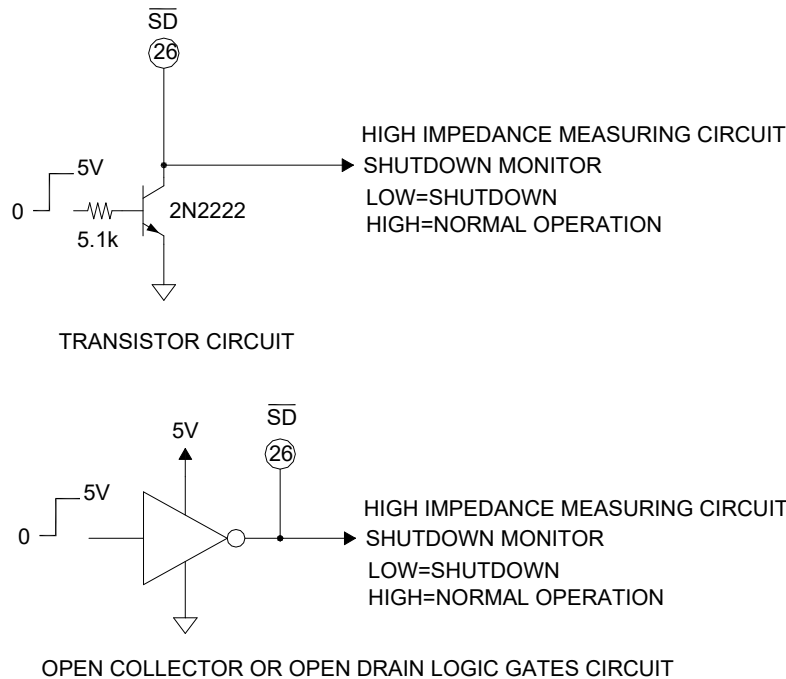 SD
26
HIGH IMPEDANCE MEASURING CIRCUIT
5V
SHUTDOWN MONITOR
0
2N2222
LOW=SHUTDOWN
5.1k
HIGH=NORMAL OPERATION
TRANSISTOR CIRCUIT
5V
SD
26
5V
HIGH IMPEDANCE MEASURING CIRCUIT
0
SHUTDOWN MONITOR
LOW=SHUTDOWN
HIGH=NORMAL OPERATION
OPEN COLLECTOR OR OPEN DRAIN LOGIC GATES CIRCUIT